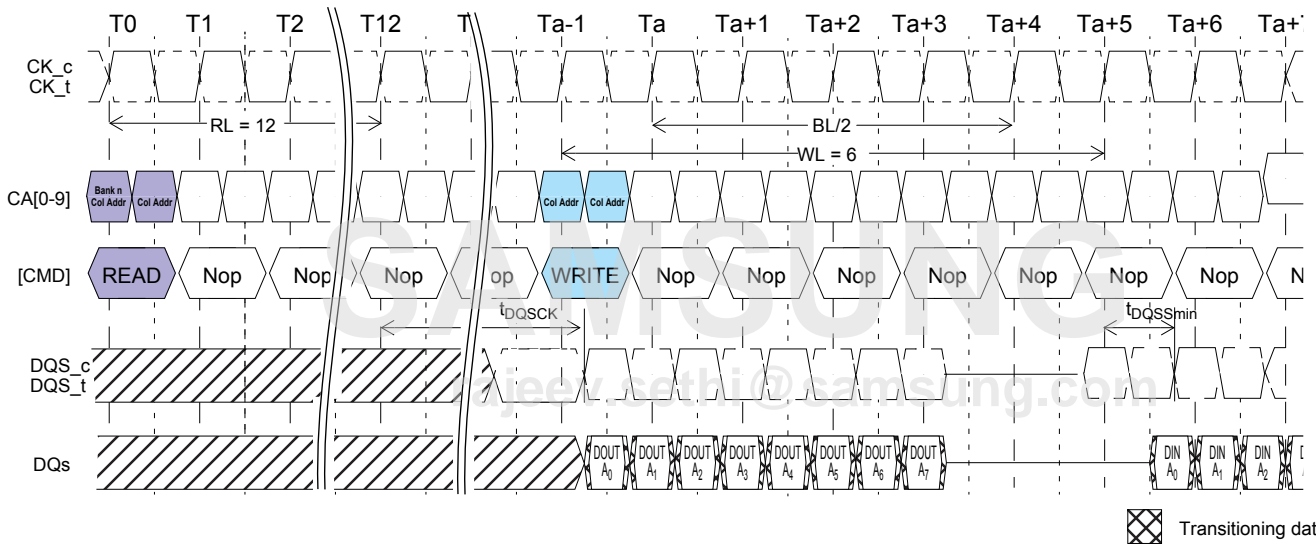 T0 T1 T2 T12 T Ta-1 Ta Ta+1 Ta+2 Ta+3 Ta+4 Ta+5 Ta+6 Ta+7
CK_c
CK_t
RL = 12 BL/2
WL = 6
CA[0-9] Bank n Col Addr Col Addr Col Addr Col Addr
[CMD] READ Nop Nop Nop op WRITE Nop Nop Nop Nop Nop Nop Nop N
SAMSUNG
tDQSCK tDQSSmin
DQS_c
DQS_t
rajeev.sethi@samsung.com
DQs DOUT A0 DOUT A1 DOUT A2 DOUT A3 DOUT A4 DOUT A5 DOUT A6 DOUT A7 DIN A0 DIN A1 DIN A2 D
Transitioning dat